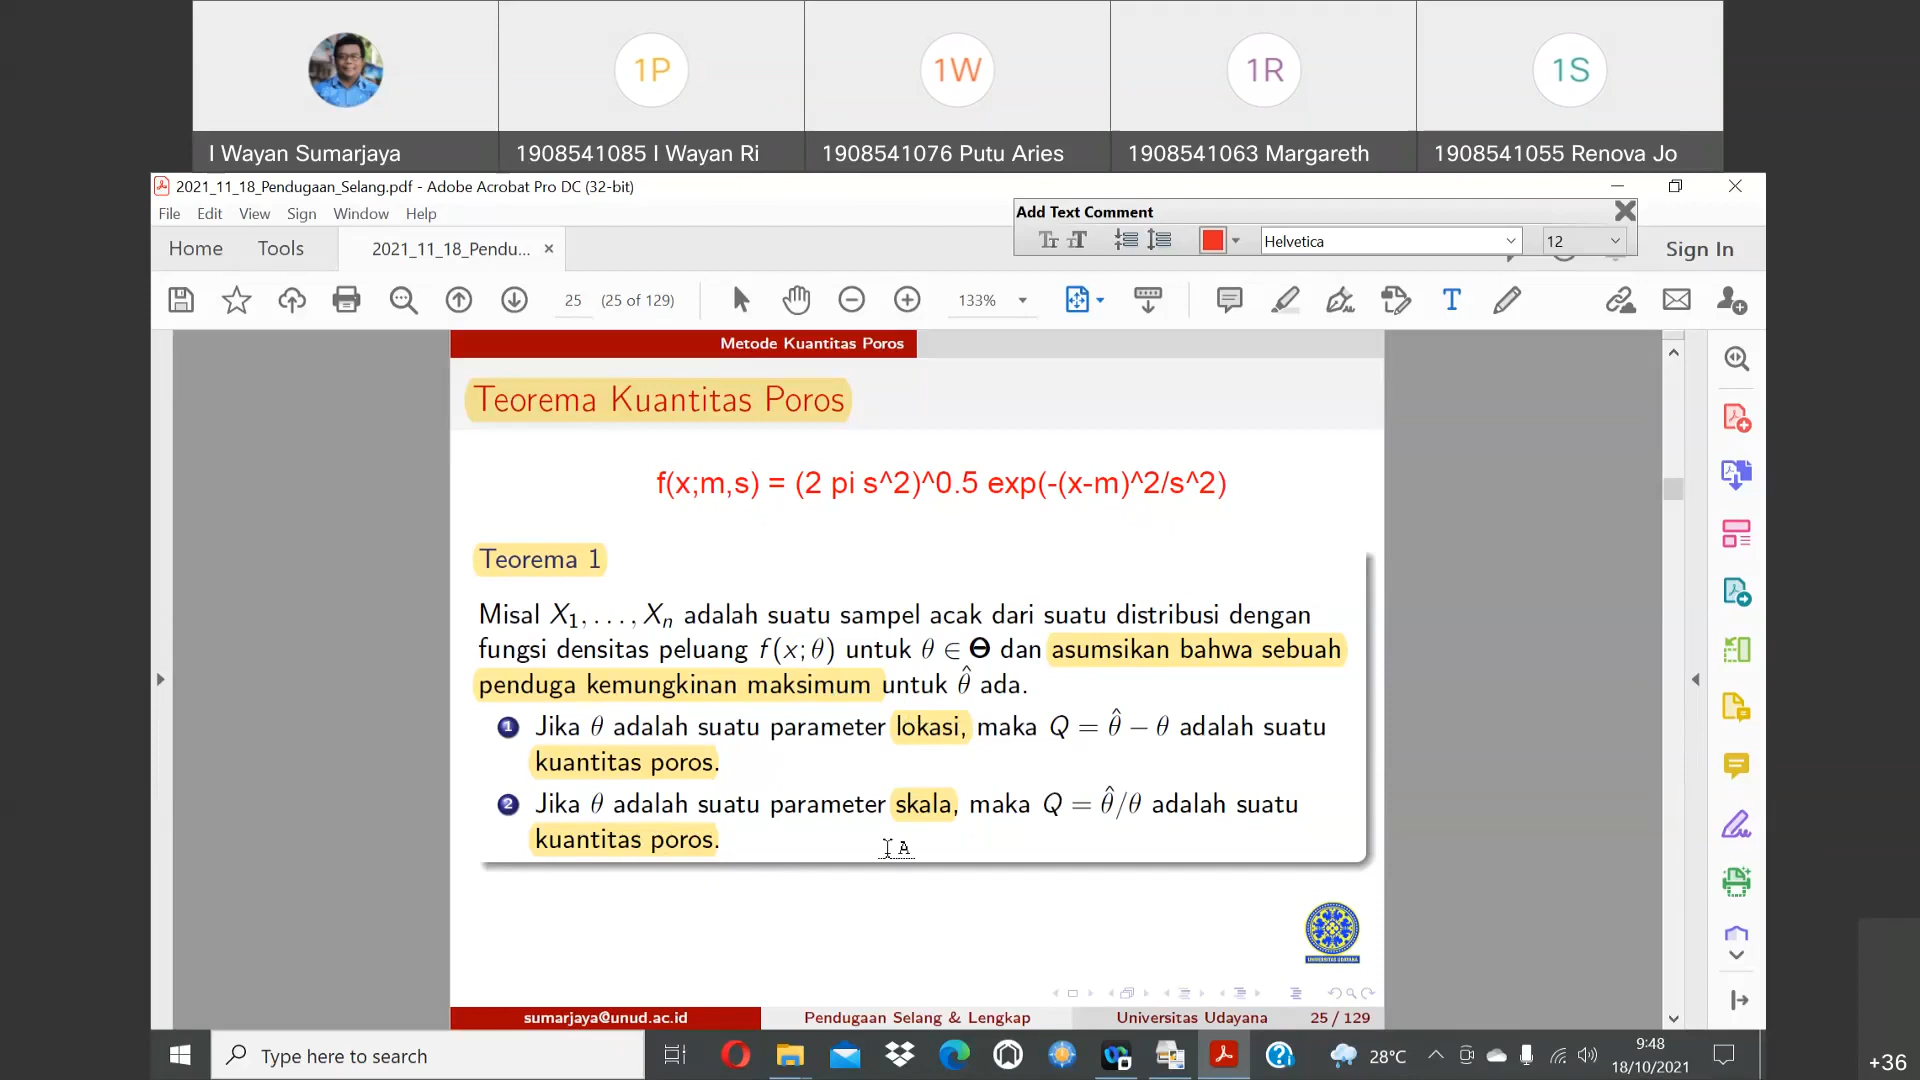 1P
1W
1R
1S
I Wayan Sumarjaya
1908541085 I Wayan Ri
1908541076 Putu Aries
1908541063 Margareth
1908541055 Renova Jo
2021_11_18_Pendugaan_Selang.pdf - Adobe Acrobat Pro DC (32-bit)
File Edit View Sign Window Help
Add Text Comment
Helvetica
12
Home
Tools
2021_11_18_Pendu...
Sign In
25
(25 of 129)
133%
Metode Kuantitas Poros
Teorema Kuantitas Poros
f(x;m,s) = (2 pi s^2)^0.5 exp(-(x-m)^2/s^2)
Teorema 1
Misal X₁, . . . , Xₙ adalah suatu sampel acak dari suatu distribusi dengan
fungsi densitas peluang f(x; θ) untuk θ ∈ Θ dan asumsikan bahwa sebuah
penduga kemungkinan maksimum untuk θ̂ ada.
1 Jika θ adalah suatu parameter lokasi, maka Q = θ̂ − θ adalah suatu
kuantitas poros.
2 Jika θ adalah suatu parameter skala, maka Q = θ̂/θ adalah suatu
kuantitas poros.
UNIVERSITAS UDAYANA
sumarjaya@unud.ac.id
Pendugaan Selang & Lengkap
Universitas Udayana
25 / 129
Type here to search
28°C
9:48
18/10/2021
+36